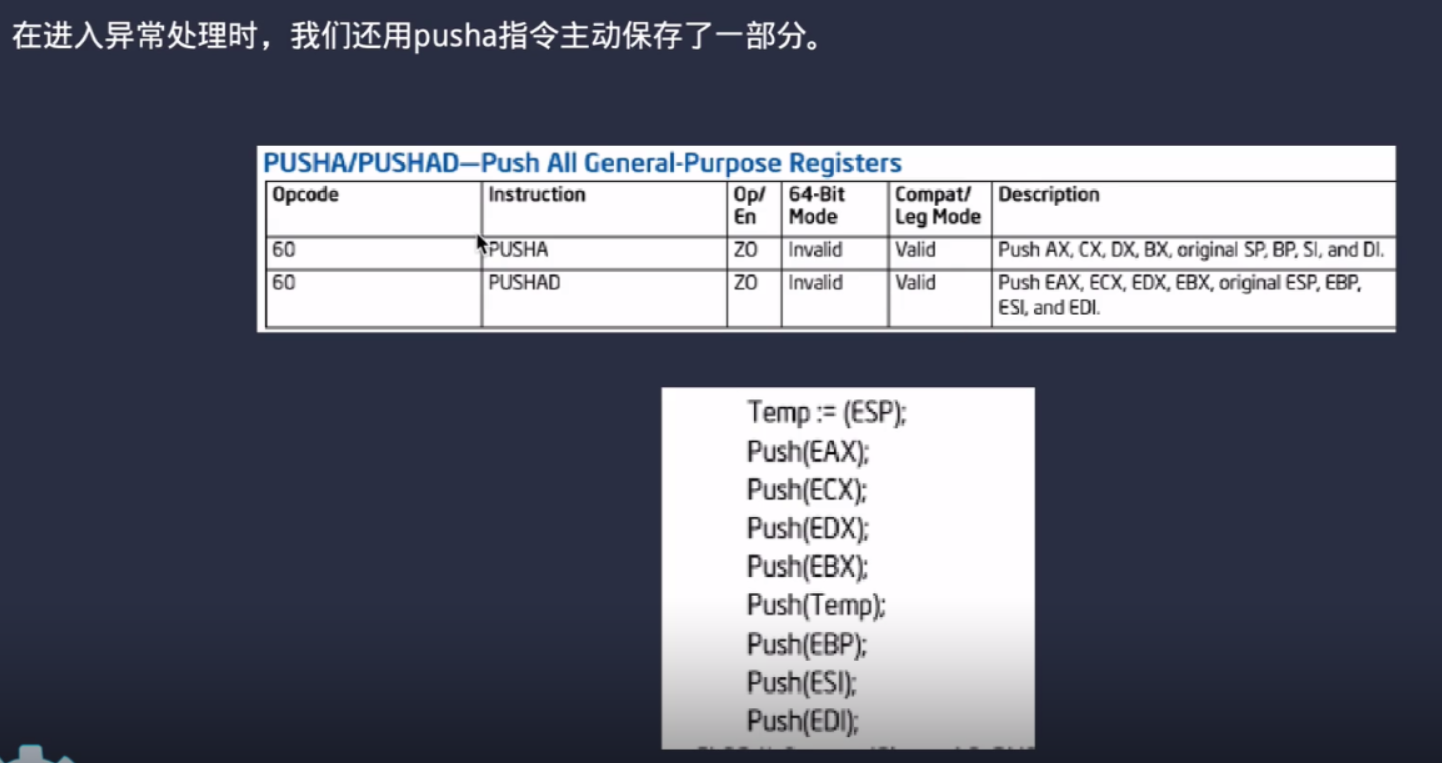 在进入异常处理时，我们还用pusha指令主动保存了一部分。
PUSHA/PUSHAD—Push All General-Purpose Registers
Opcode Instruction Op/ 64-Bit Compat/ Description
En Mode Leg Mode
60 PUSHA ZO Invalid Valid Push AX, CX, DX, BX, original SP, BP, SI, and DI.
60 PUSHAD ZO Invalid Valid Push EAX, ECX, EDX, EBX, original ESP, EBP,
ESI, and EDI.
Temp := (ESP);
Push(EAX);
Push(ECX);
Push(EDX);
Push(EBX);
Push(Temp);
Push(EBP);
Push(ESI);
Push(EDI);